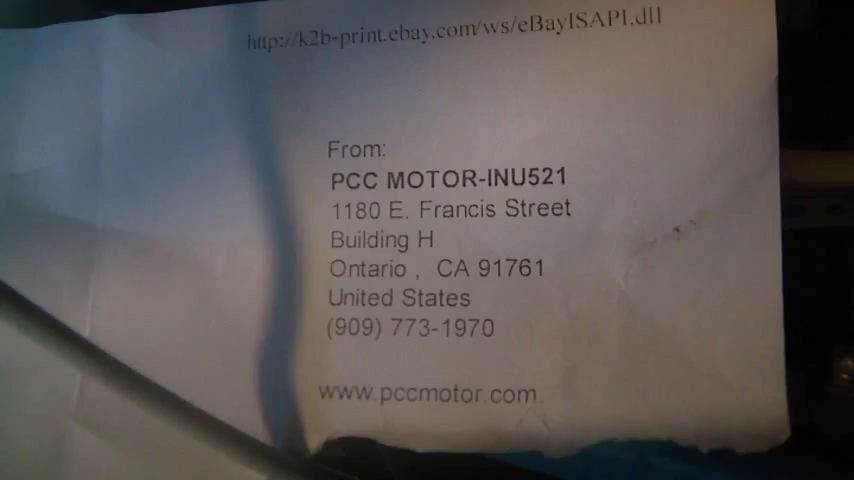 http://k2b-print.ebay.com/ws/eBayISAPI.dll
From:
PCC MOTOR-INU521
1180 E. Francis Street
Building H
Ontario , CA 91761
United States
(909) 773-1970
www.pccmotor.com